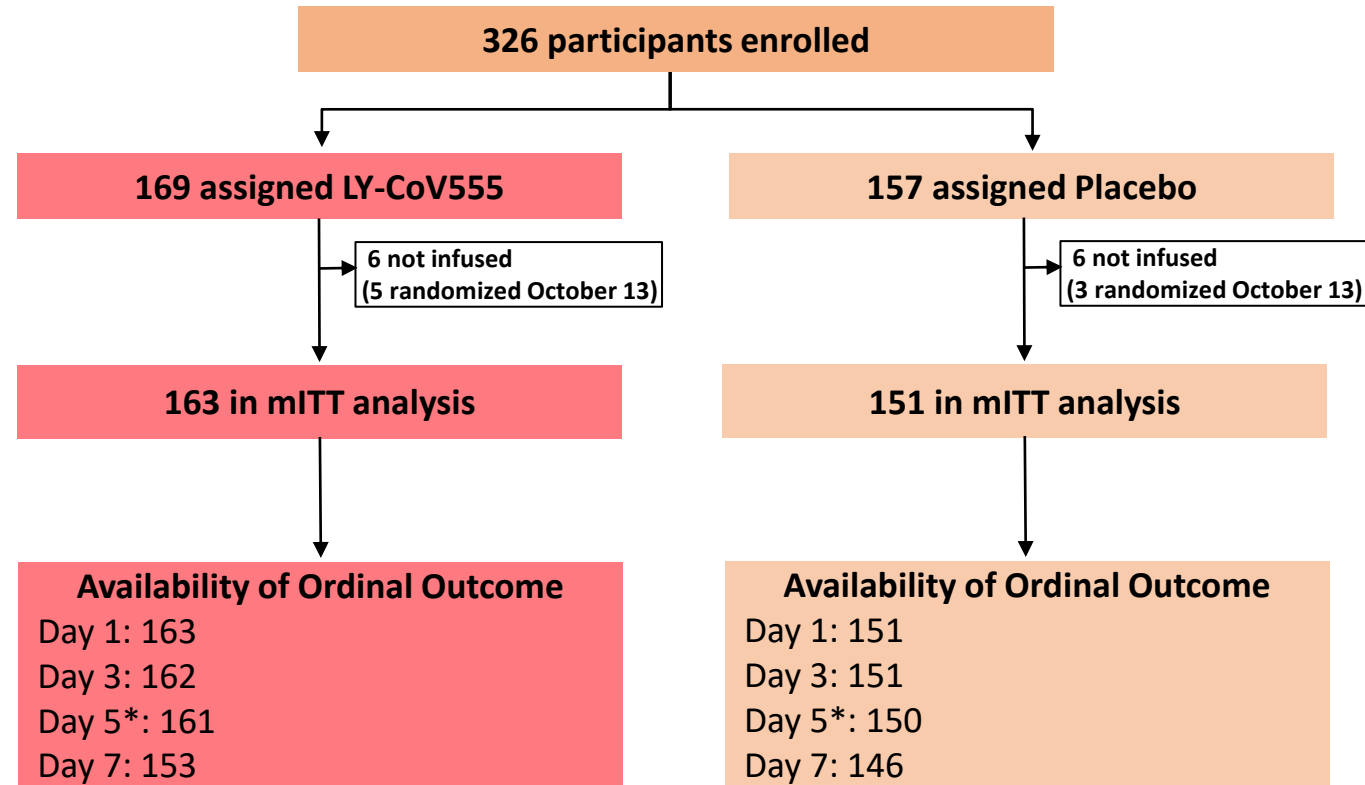 326 participants enrolled
169 assigned LY-CoV555
157 assigned Placebo
6 not infused
(5 randomized October 13)
6 not infused
(3 randomized October 13)
163 in mITT analysis
151 in mITT analysis
Availability of Ordinal Outcome
Day 1: 163
Day 3: 162
Day 5*: 161
Day 7: 153
Availability of Ordinal Outcome
Day 1: 151
Day 3: 151
Day 5*: 150
Day 7: 146